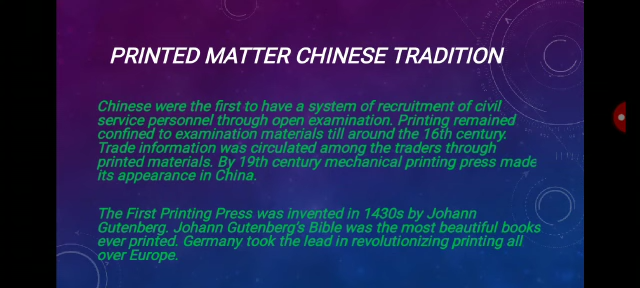 PRINTED MATTER CHINESE TRADITION
Chinese were the first to have a system of recruitment of civil
service personnel through open examination. Printing remained
confined to examination materials till around the 16th century.
Trade information was circulated among the traders through
printed materials. By 19th century mechanical printing press made
its appearance in China.
The First Printing Press was invented in 1430s by Johann
Gutenberg. Johann Gutenberg's Bible was the most beautiful books
ever printed. Germany took the lead in revolutionizing printing all
over Europe.